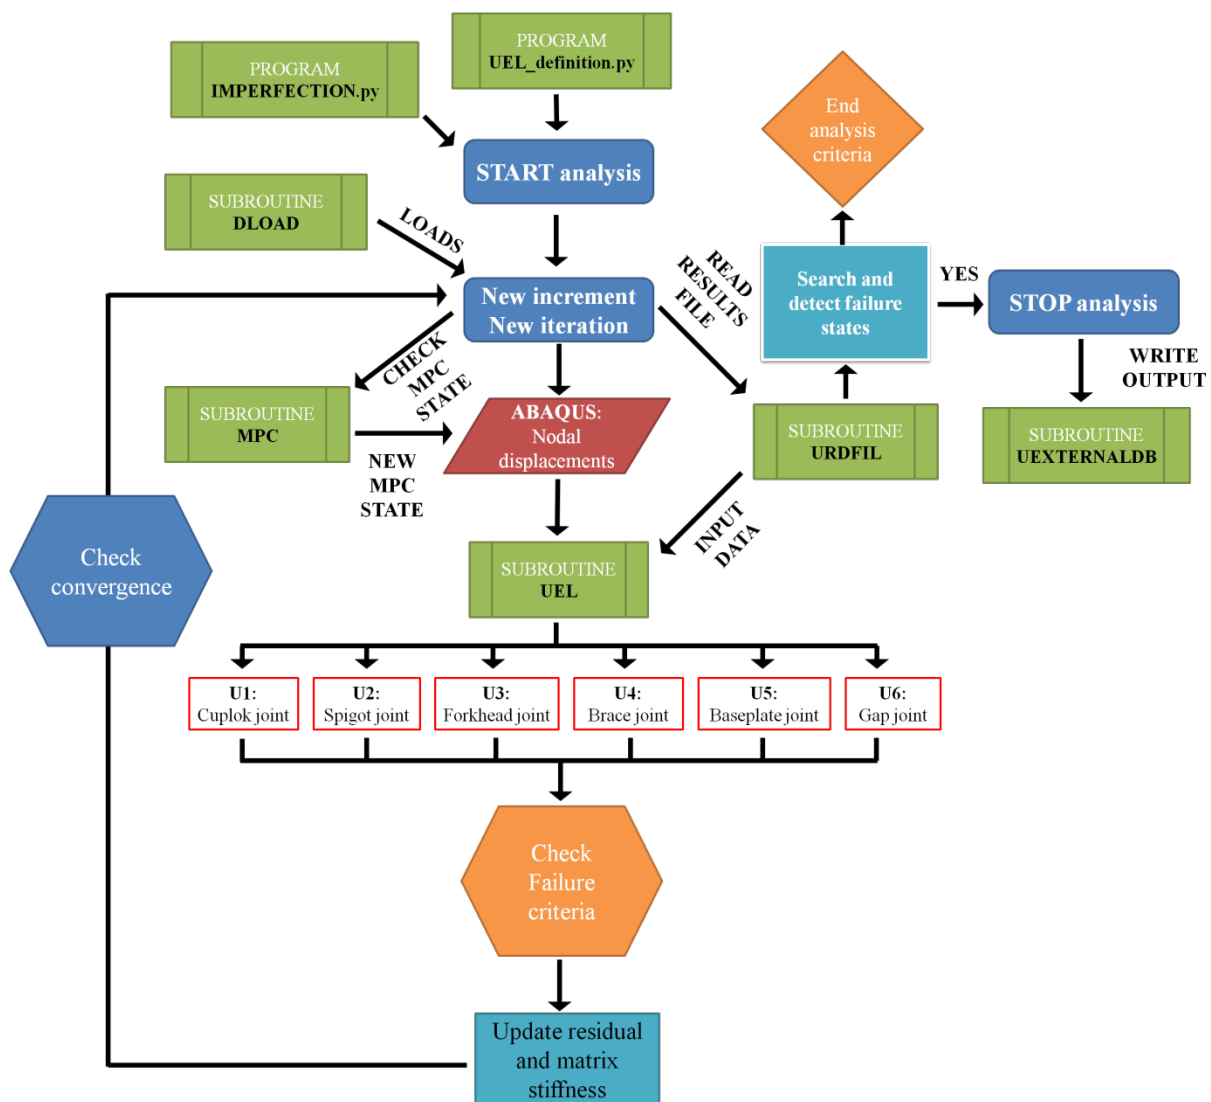 PROGRAM
UEL_definition.py
PROGRAM
IMPERFECTION.py
End
analysis
criteria
START analysis
SUBROUTINE
DLOAD
LOADS
READ
RESULTS
FILE
Search and
detect failure
states
YES
STOP analysis
New increment
New iteration
CHECK
MPC
STATE
WRITE
OUTPUT
SUBROUTINE
MPC
ABAQUS:
Nodal
displacements
SUBROUTINE
URDFIL
SUBROUTINE
UEXTERNALDB
NEW
MPC
STATE
INPUT
DATA
Check
convergence
SUBROUTINE
UEL
U1:
Cuplok joint
U2:
Spigot joint
U3:
Forkhead joint
U4:
Brace joint
U5:
Baseplate joint
U6:
Gap joint
Check
Failure
criteria
Update residual
and matrix
stiffness